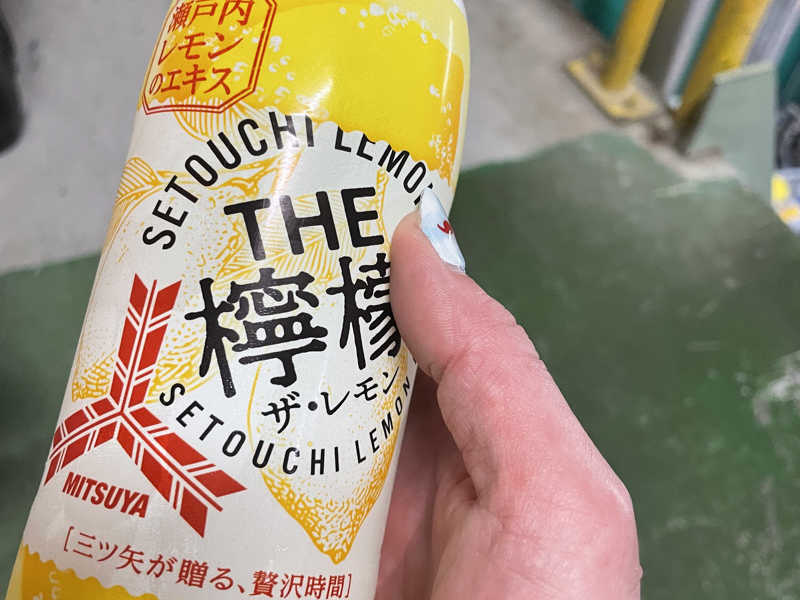 瀬戸内
レモン
のエキス
SETOUCHI LEMON
THE
檸檬
ザ・レモン
SETOUCHI LEMON
MITSUYA
[三ツ矢が贈る、贅沢時間]